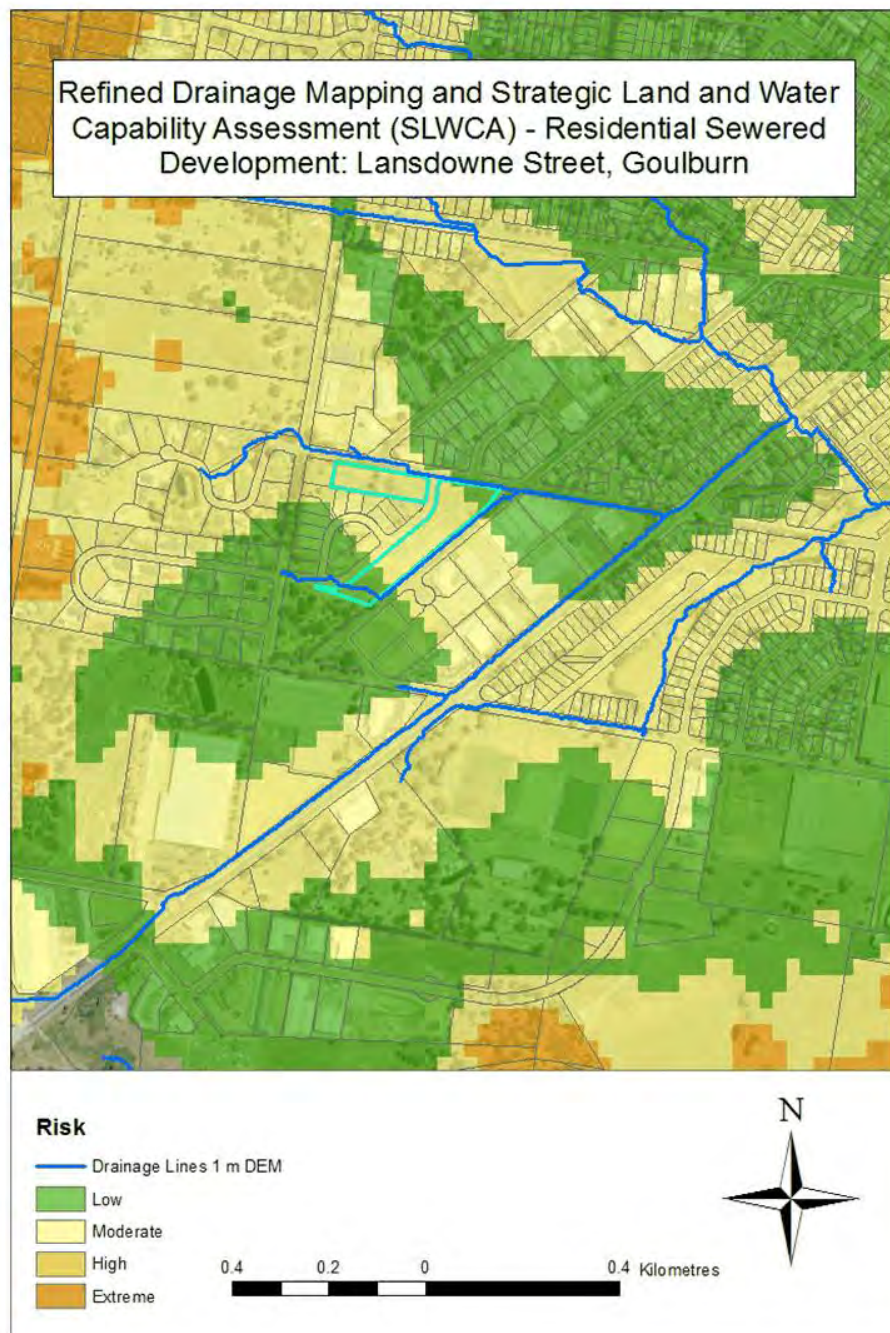 Refined Drainage Mapping and Strategic Land and Water
Capability Assessment (SLWCA) - Residential Sewered
Development: Lansdowne Street, Goulburn
Risk
Drainage Lines 1 m DEM
Low
Moderate
High
Extreme
N
0.4 0.2 0 0.4 Kilometres